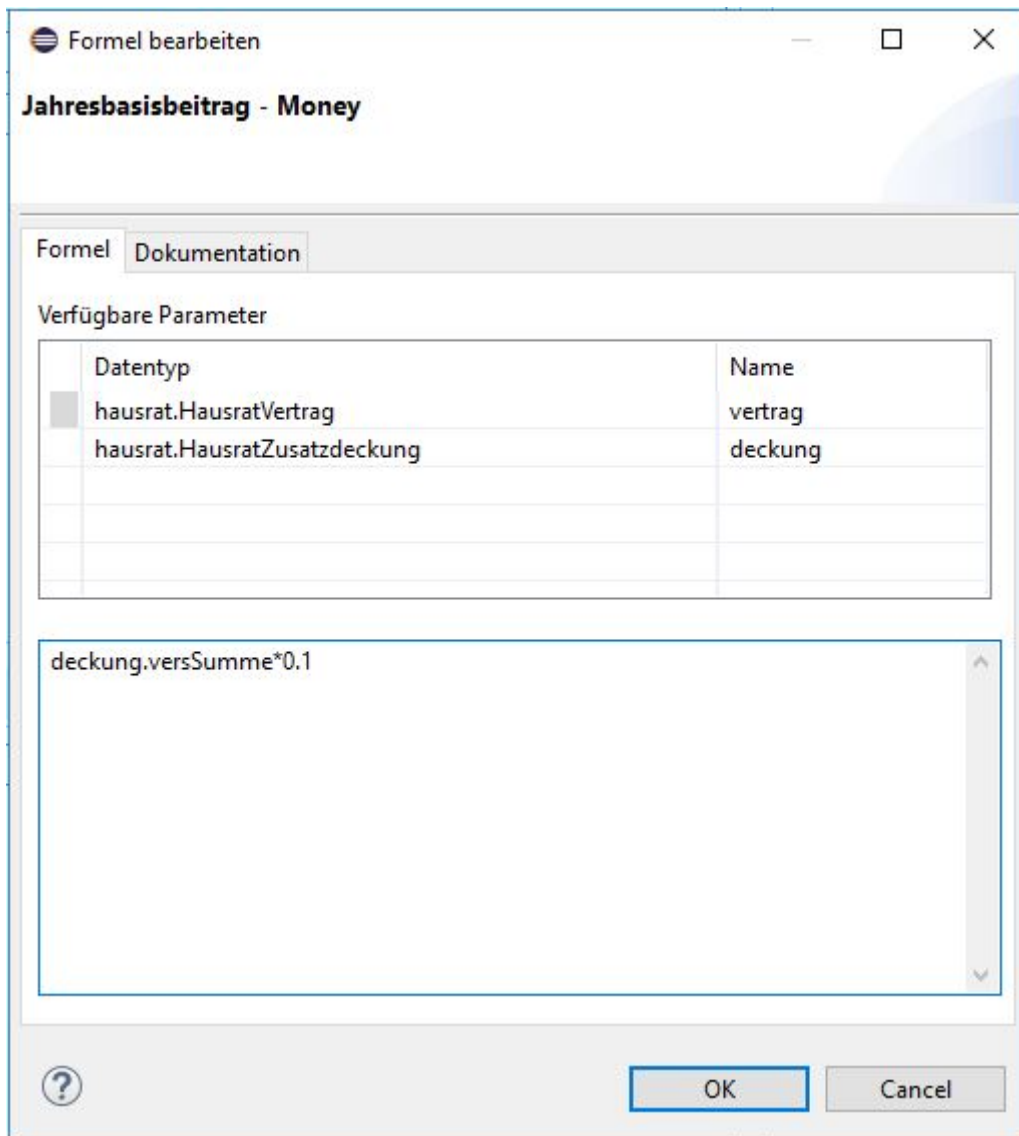 Formel bearbeiten
Jahresbasisbeitrag - Money
Formel Dokumentation
Verfügbare Parameter
Datentyp Name
hausrat.HausratVertrag vertrag
hausrat.HausratZusatzdeckung deckung
deckung.versSumme*0.1
? OK Cancel